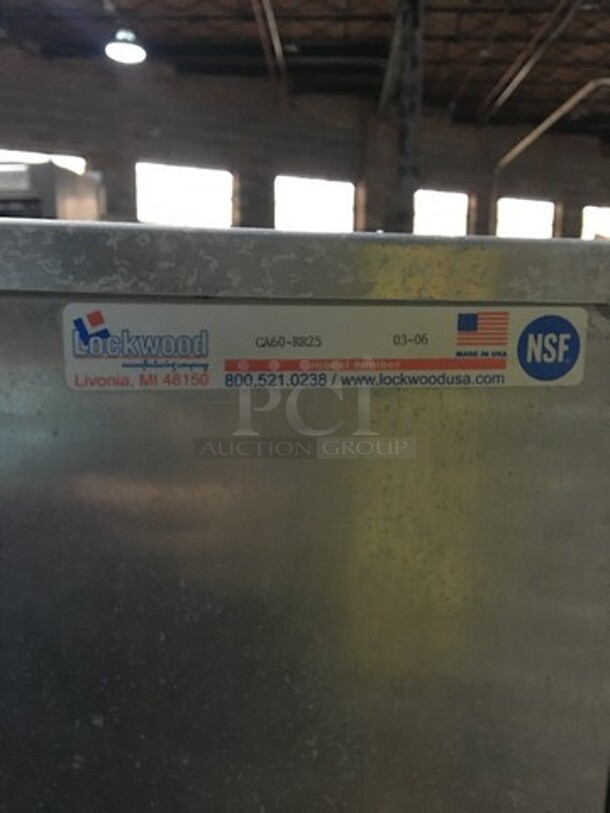 Lockwood
manufacturing company
Livonia, MI 48150
CA60-RR25 03-06
model number
800.521.0238 / www.lockwoodusa.com
MADE IN USA
NSF
PCI
AUCTION GROUP